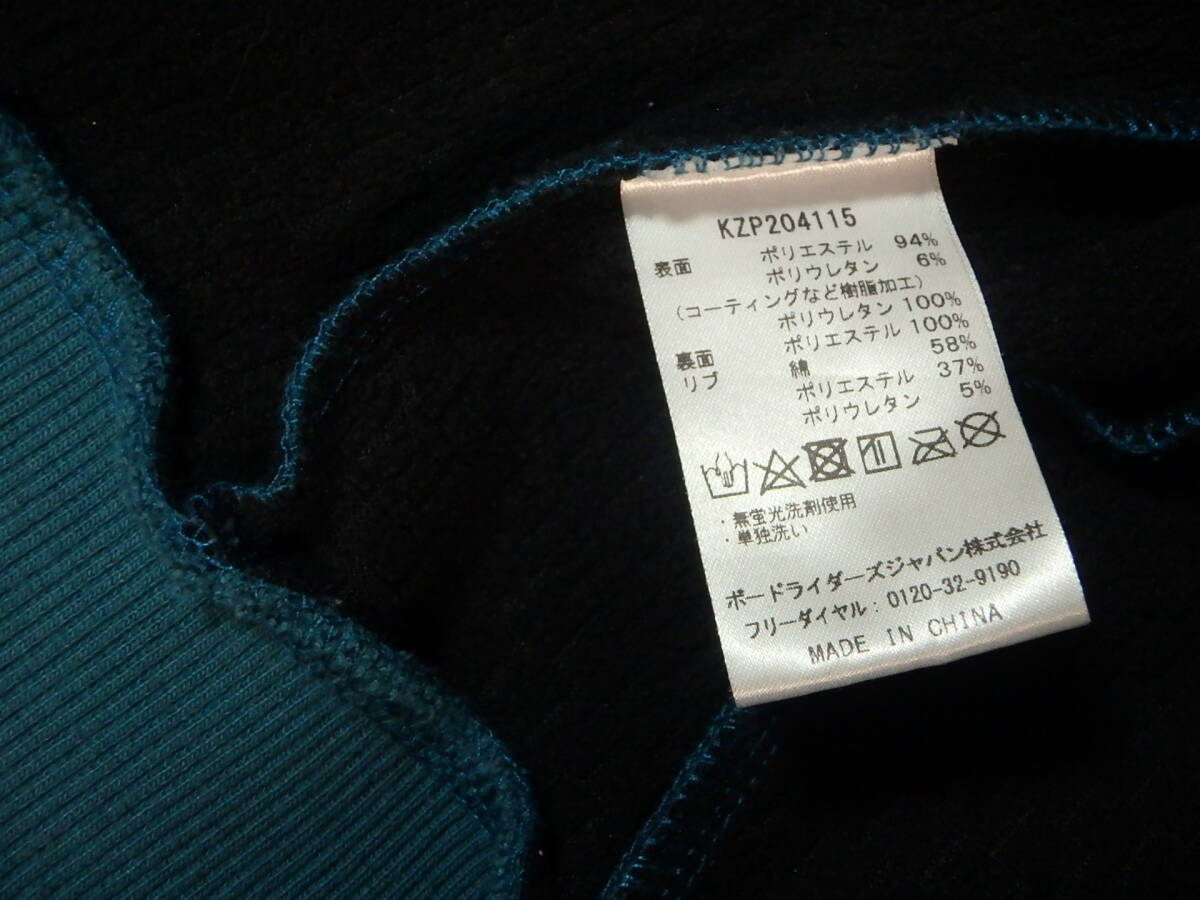 KZP204115
表面 ポリエステル 94%
ポリウレタン 6%
(コーティングなど樹脂加工)
ポリウレタン 100%
裏面 ポリエステル 100%
リブ 綿 58%
ポリエステル 37%
ポリウレタン 5%
・無蛍光洗剤使用
・単独洗い
ボードライダーズジャパン株式会社
フリーダイヤル:0120-32-9190
MADE IN CHINA